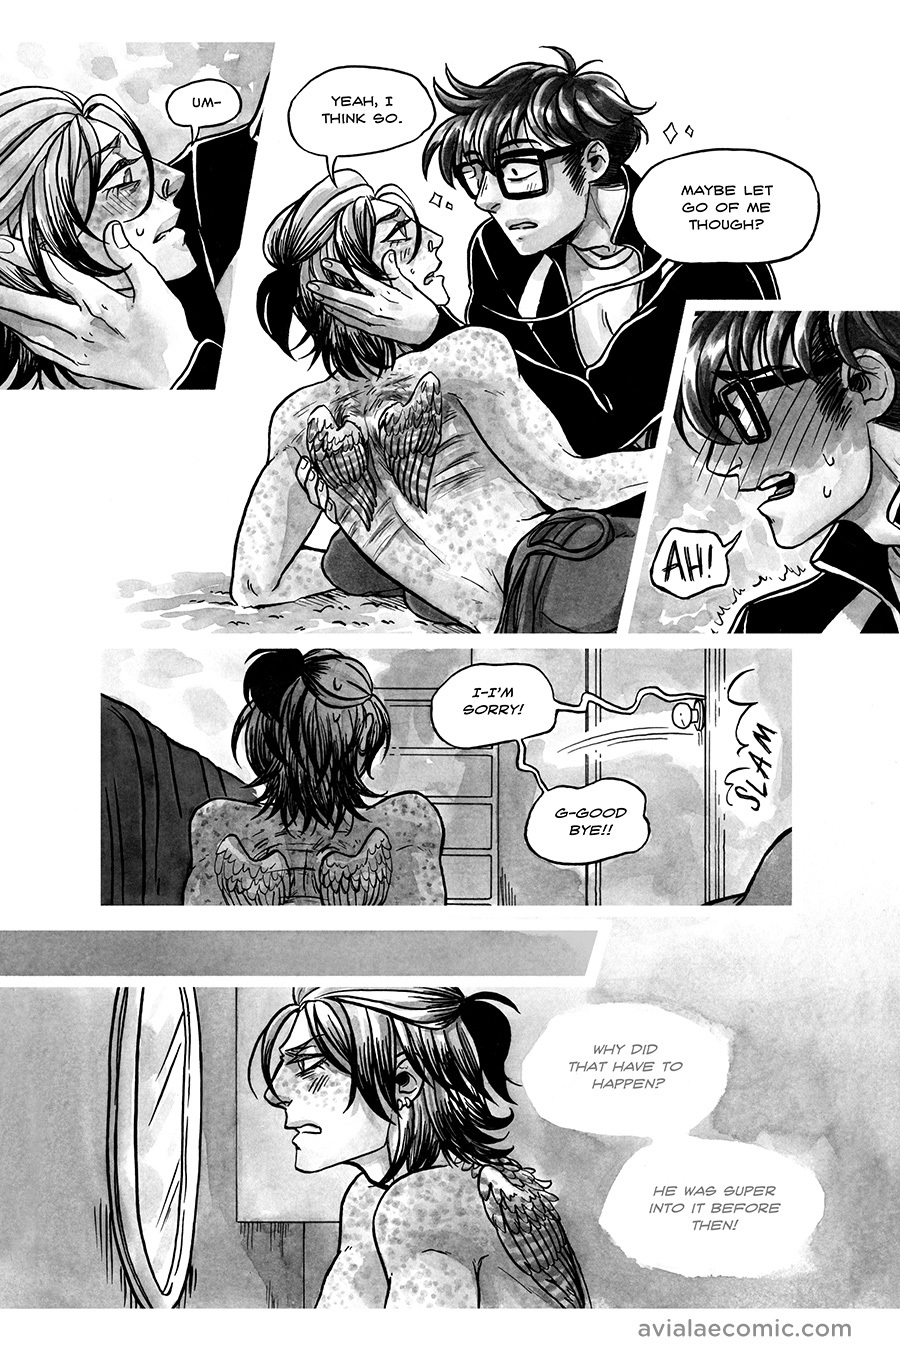 UM-
YEAH, I
THINK SO.
MAYBE LET
GO OF ME
THOUGH?
AH!
I-I'M
SORRY!
SLAM
G-GOOD
BYE!!
WHY DID
THAT HAVE TO
HAPPEN?
HE WAS SUPER
INTO IT BEFORE
THEN!
avialaecomic.com